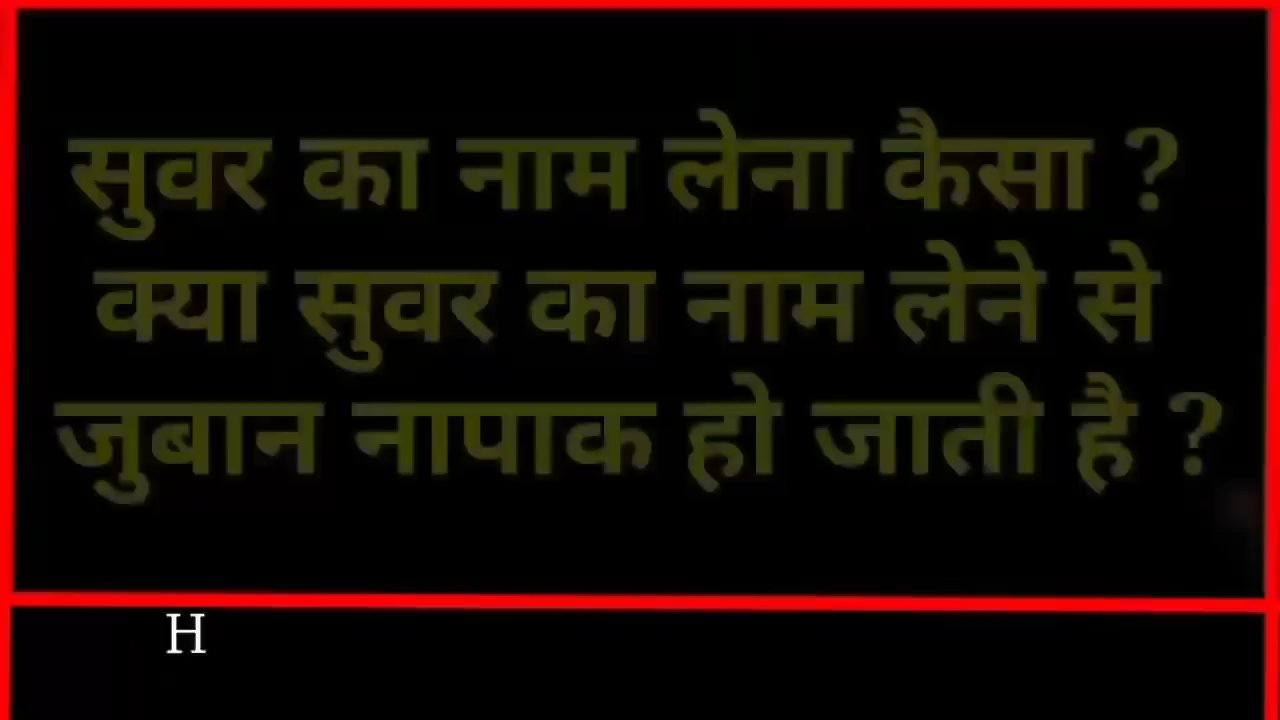 सुवर का नाम लेना कैसा ?
क्या सुवर का नाम लेने से
जुबान नापाक हो जाती है ?
H